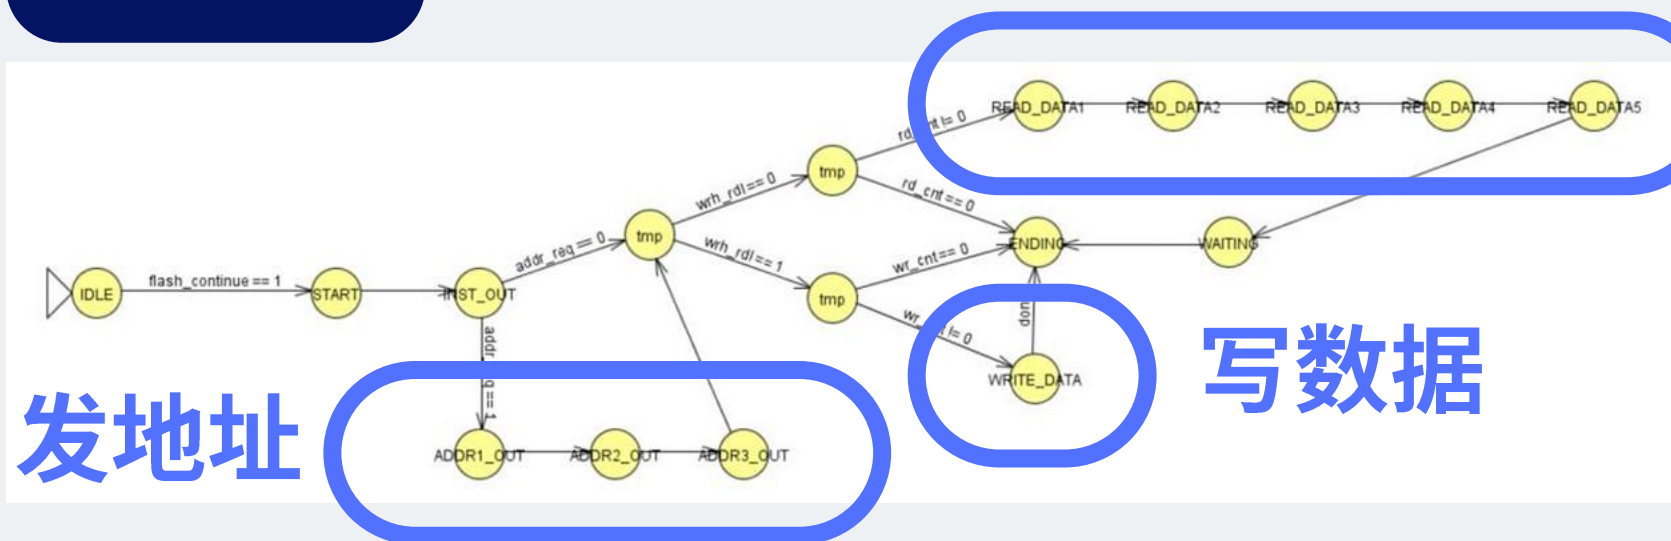 READ_DATA1
READ_DATA2
READ_DATA3
READ_DATA4
READ_DATA5
tmp
wrh_rdl== 0
rd_cnt== 0
addr_req == 0
tmp
wrh_rdl== 1
wr_cnt== 0
ENDING
WAITING
flash_continue == 1
IDLE
START
INST_OUT
tmp
写数据
WRITE_DATA
发地址
ADDR1_OUT
ADDR2_OUT
ADDR3_OUT